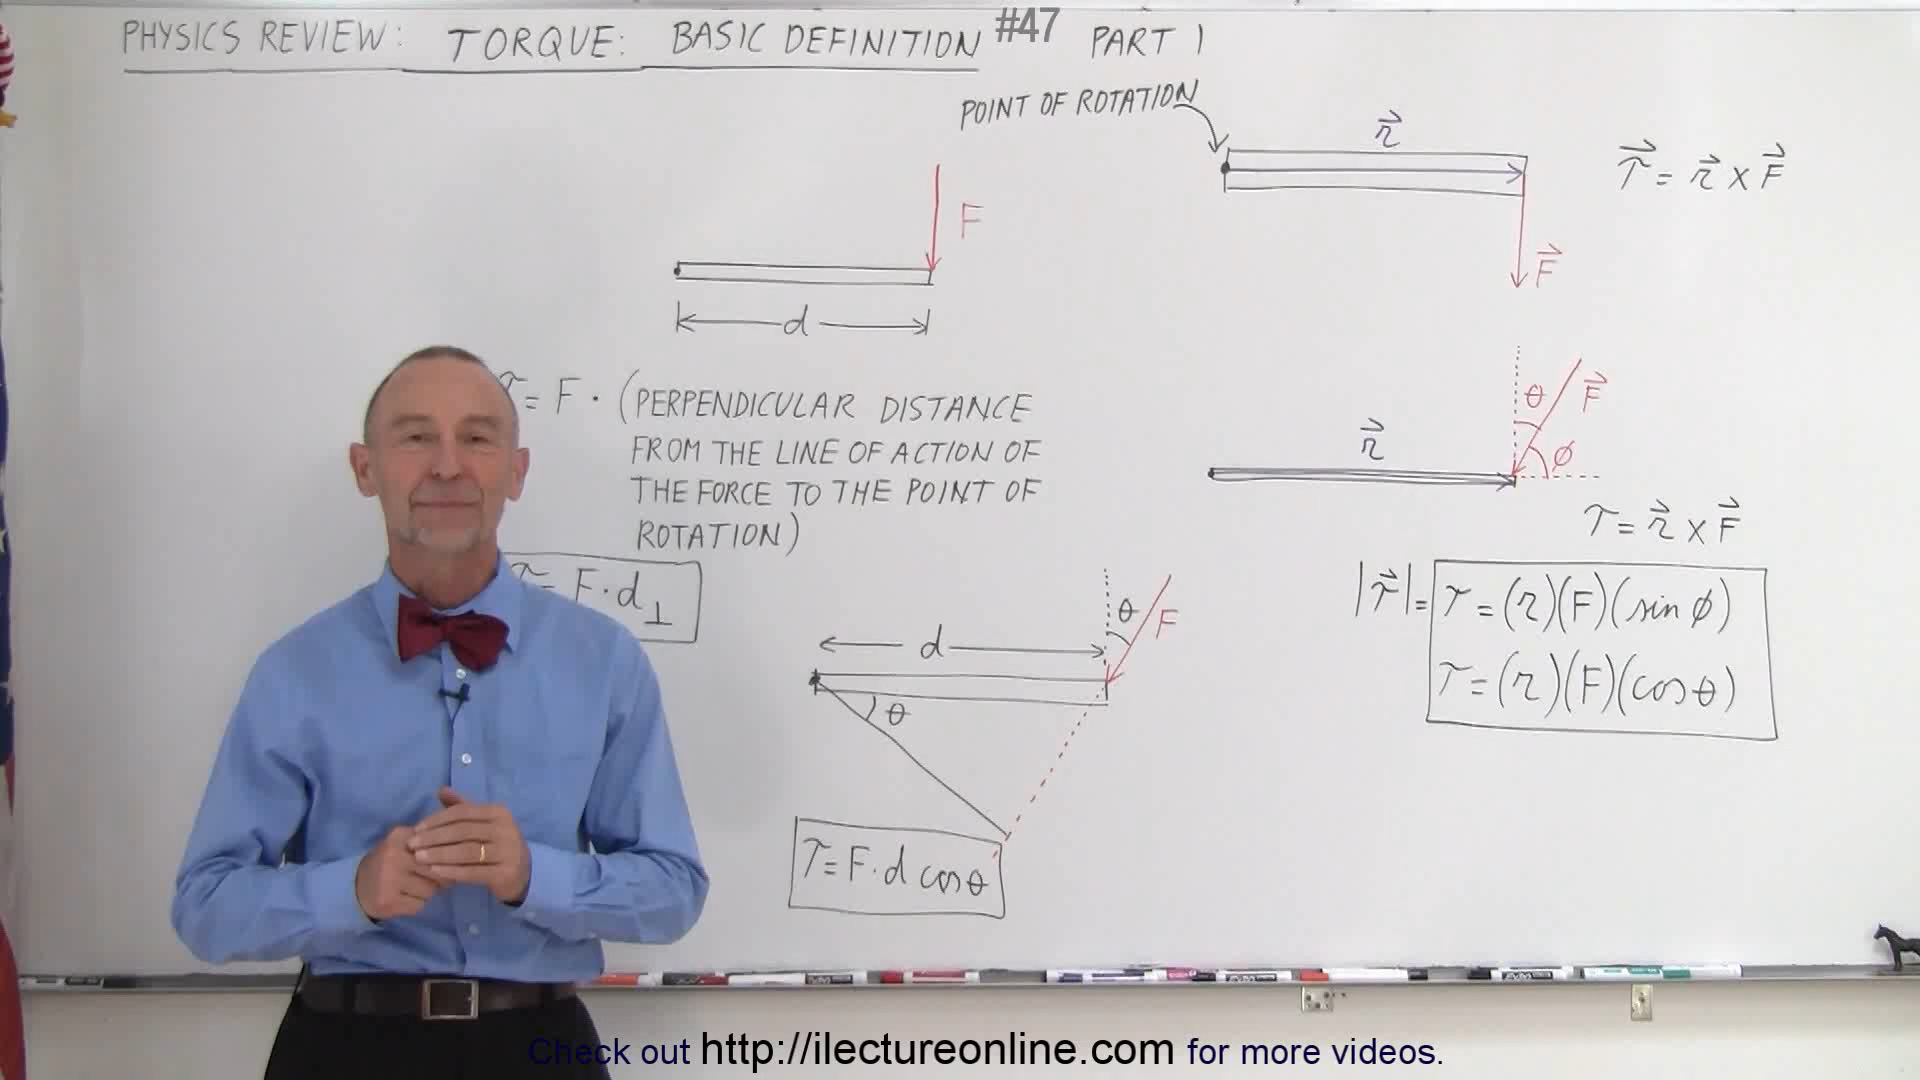 PHYSICS REVIEW: TORQUE: BASIC DEFINITION #47 PART 1
POINT OF ROTATION
F
d
τ = F · (PERPENDICULAR DISTANCE
FROM THE LINE OF ACTION OF
THE FORCE TO THE POINT OF
ROTATION)
τ = F · d⊥
d
θ
F
θ
τ = F · d cos θ
r⃗
τ⃗ = r⃗ × F⃗
F⃗
θ
F⃗
r⃗
φ
τ = r⃗ × F⃗
|τ⃗| = τ = (r)(F)(sin φ)
τ = (r)(F)(cos θ)
Check out http://ilectureonline.com for more videos.